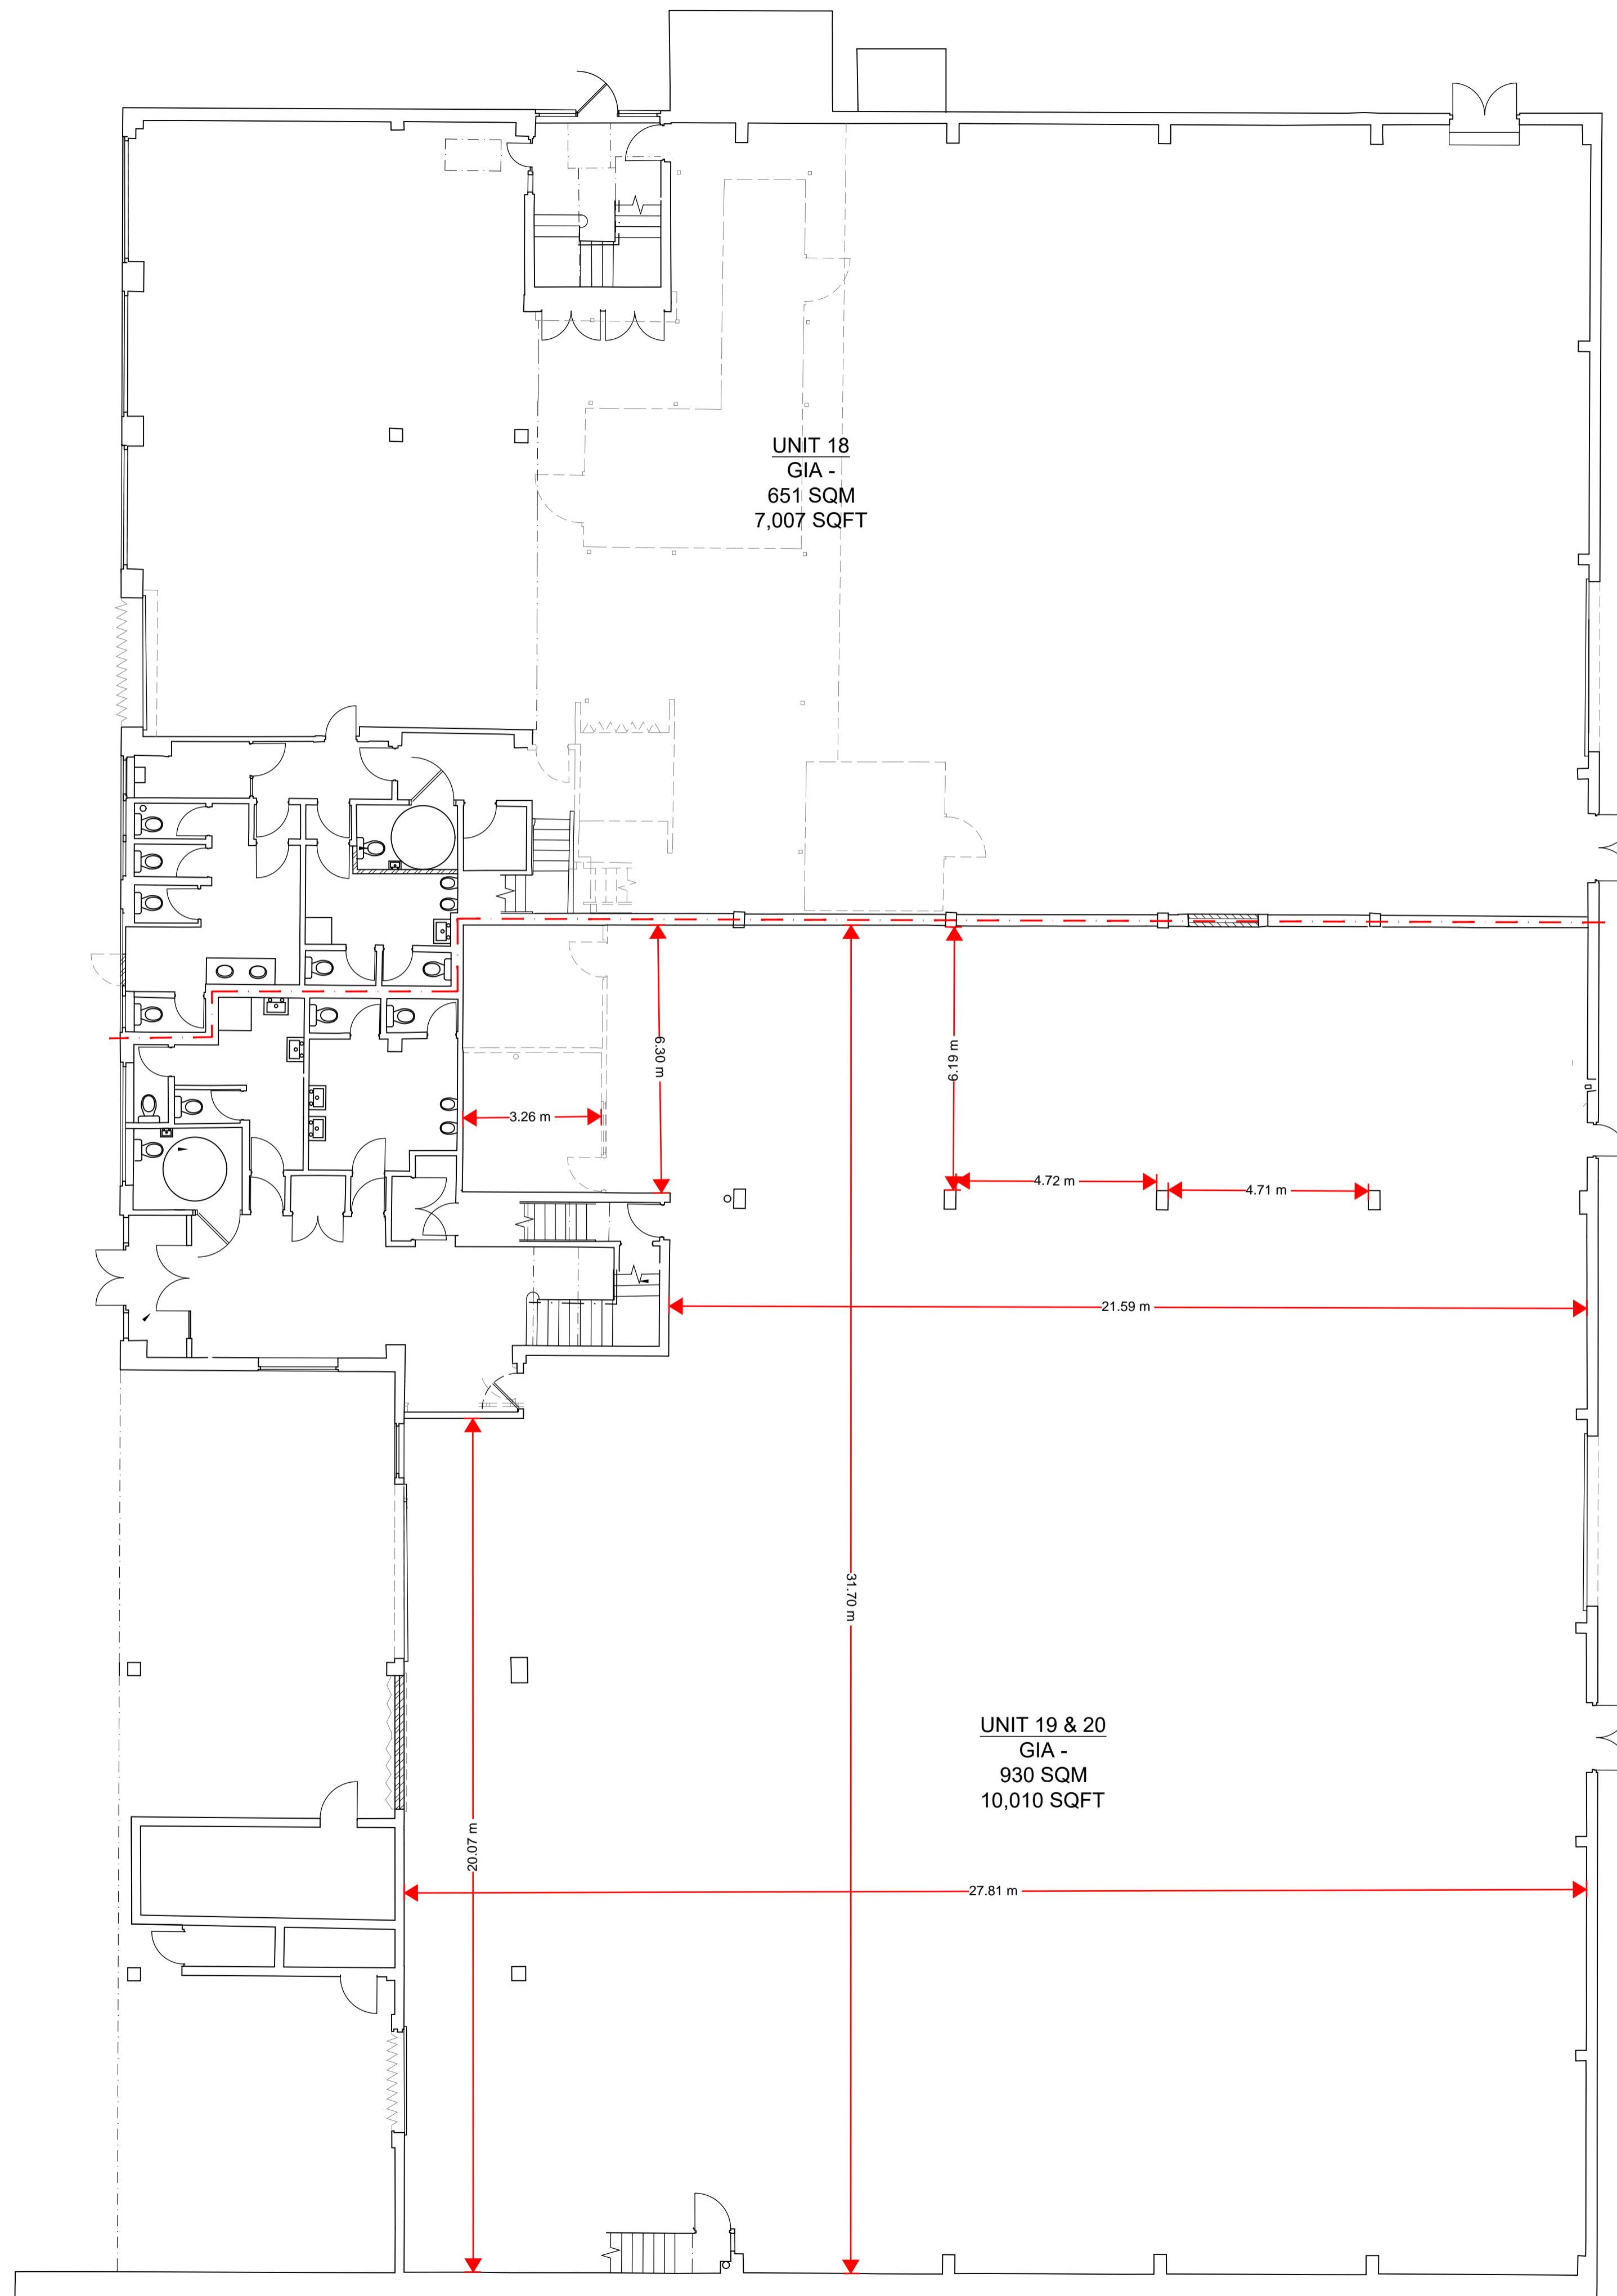 UNIT 18
GIA -
651 SQM
7,007 SQFT
6.30 m
6.19 m
3.26 m
4.72 m
4.71 m
21.59 m
31.70 m
UNIT 19 & 20
GIA -
930 SQM
10,010 SQFT
20.07 m
27.81 m